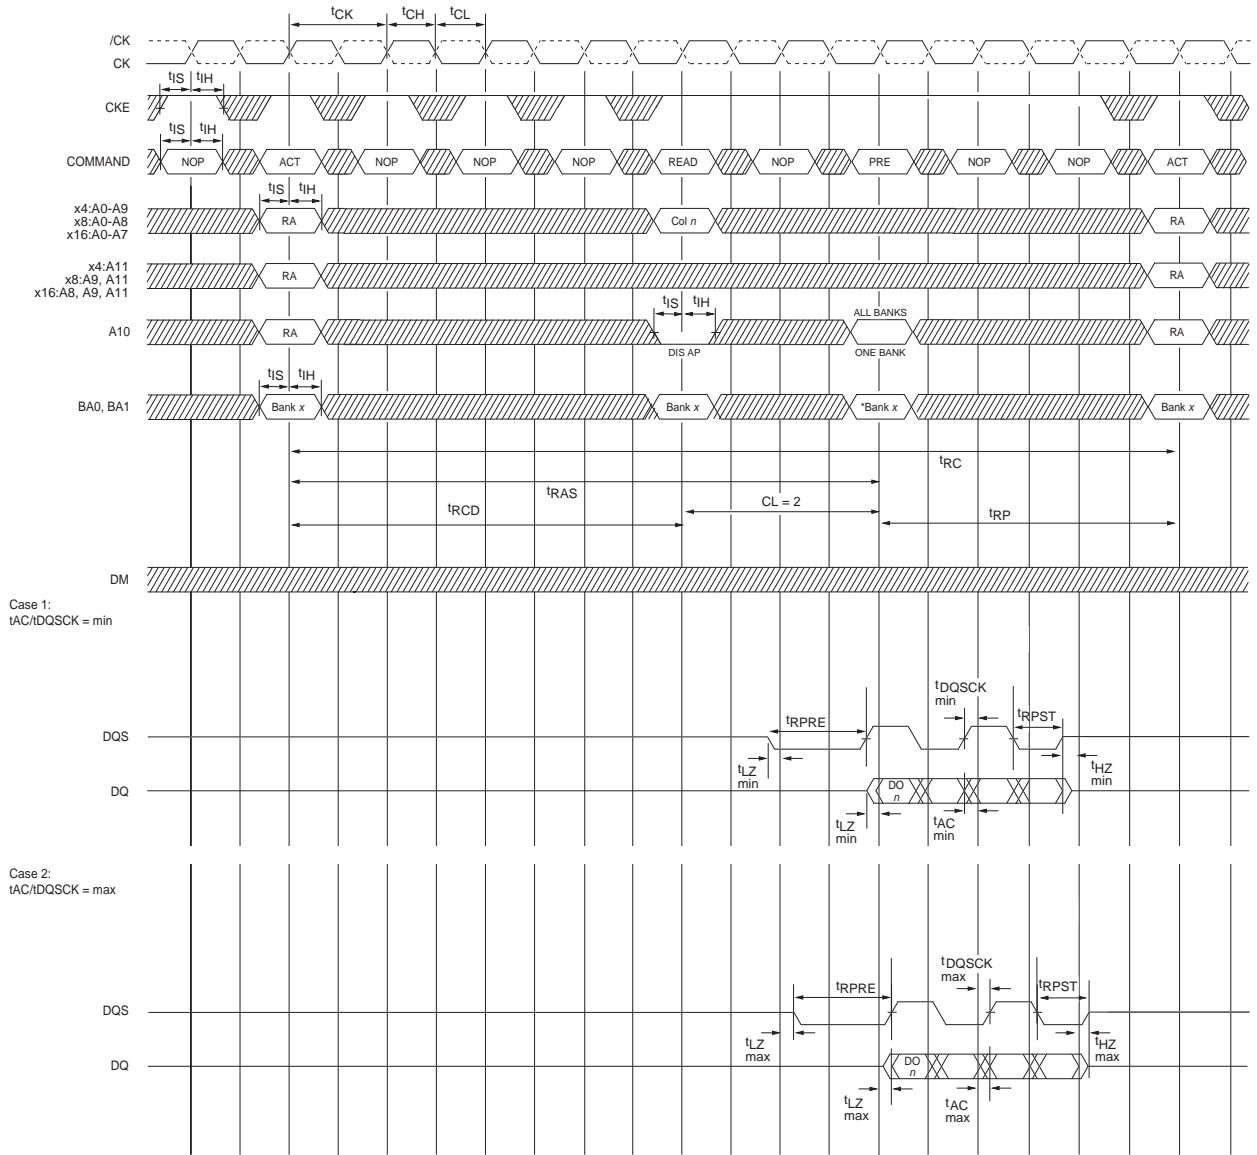 tCK tCH tCL
/CK
CK
tIS tIH
CKE
tIS tIH
COMMAND NOP ACT NOP NOP NOP READ NOP PRE NOP NOP ACT
tIS tIH
x4:A0-A9
x8:A0-A8
x16:A0-A7
RA Col n RA
x4:A11
x8:A9, A11
x16:A8, A9, A11
RA RA
tIS tIH
ALL BANKS
A10 RA RA
DIS AP ONE BANK
tIS tIH
BA0, BA1 Bank x Bank x *Bank x Bank x
tRC
tRAS
CL = 2
tRCD
tRP
DM
Case 1:
tAC/tDQSCK = min
tDQSCK
min
tRPRE tRPST
DQS
tLZ
min
tHZ
min
DQ DO
n
tLZ
min
tAC
min
Case 2:
tAC/tDQSCK = max
tDQSCK
max
tRPRE tRPST
DQS
tLZ
max
tHZ
max
DQ DO
n
tLZ
max
tAC
max